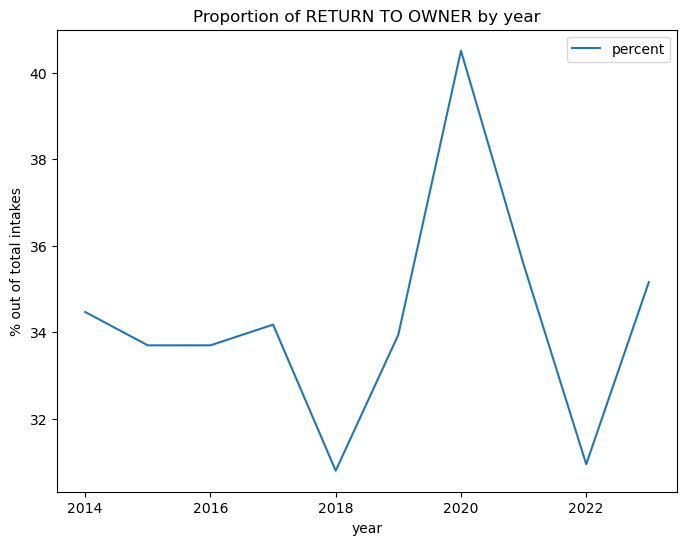 Proportion of RETURN TO OWNER by year
percent
% out of total intakes
40
38
36
34
32
2014 2016 2018 2020 2022
year